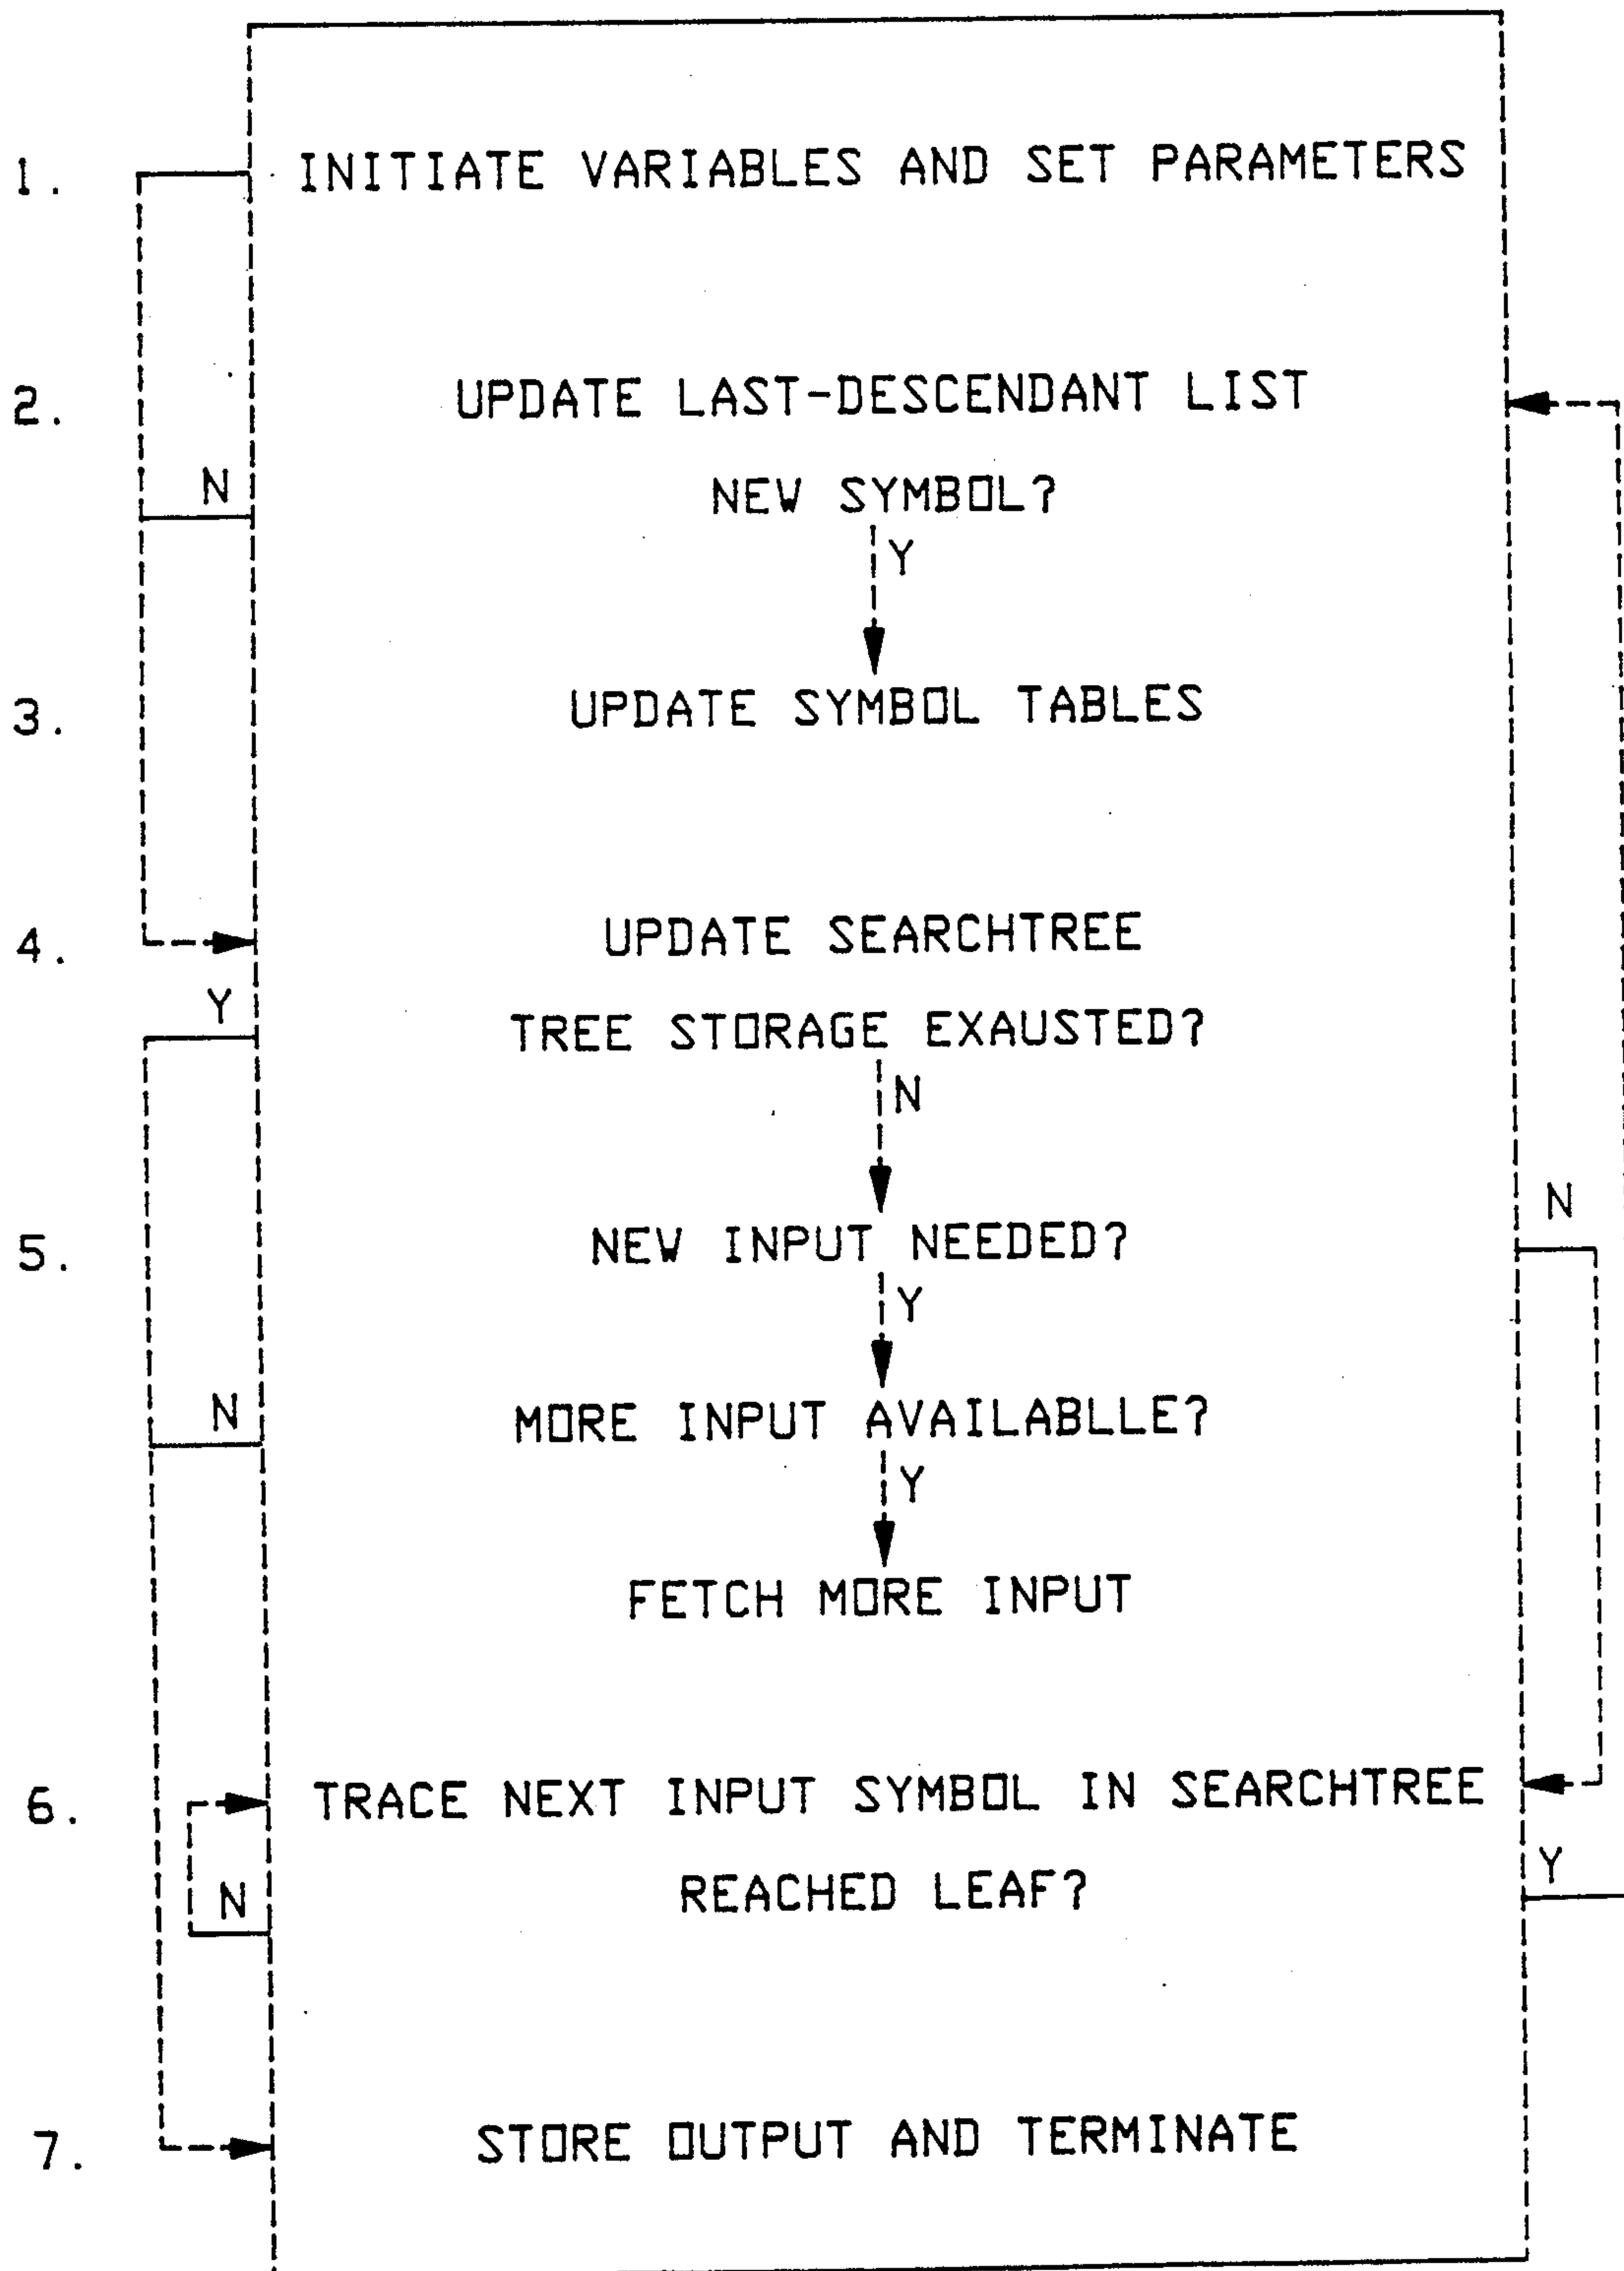 1. INITIATE VARIABLES AND SET PARAMETERS
2. UPDATE LAST-DESCENDANT LIST
N NEW SYMBOL?
Y
3. UPDATE SYMBOL TABLES
4. UPDATE SEARCHTREE
Y
TREE STORAGE EXAUSTED?
N
5. NEW INPUT NEEDED? N
Y
N MORE INPUT AVAILABLLE?
Y
FETCH MORE INPUT
6. TRACE NEXT INPUT SYMBOL IN SEARCHTREE
N REACHED LEAF? Y
7. STORE OUTPUT AND TERMINATE